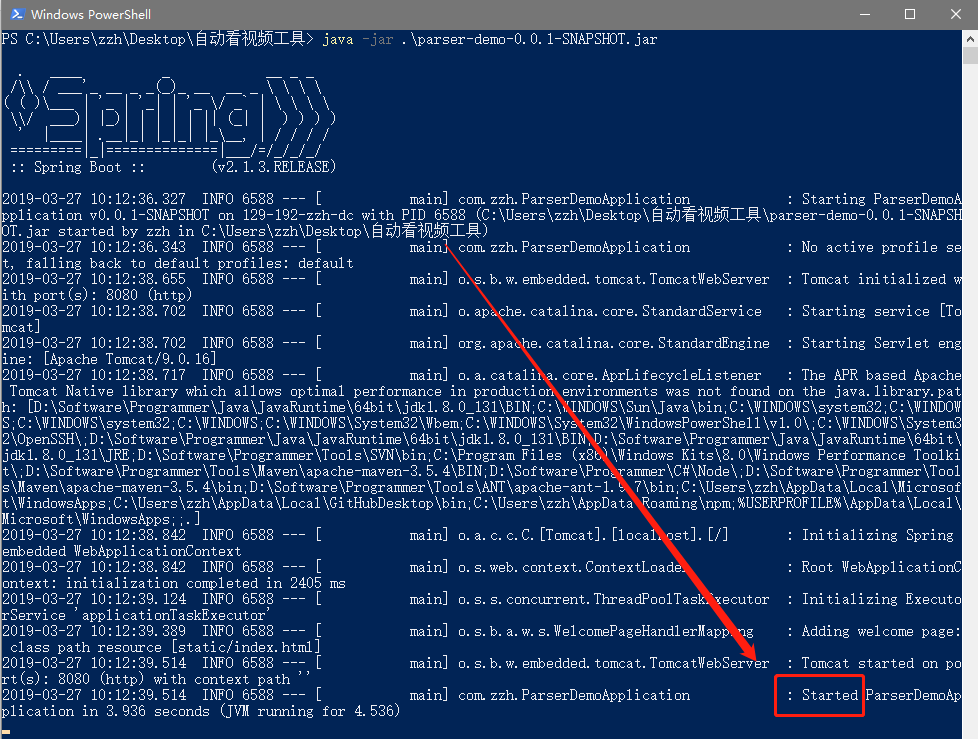 Windows PowerShell
PS C:\Users\zzh\Desktop\自动看视频工具> java -jar .\parser-demo-0.0.1-SNAPSHOT.jar
  .   ____          _            __ _ _
 /\\ / ___'_ __ _ _(_)_ __  __ _ \ \ \ \
( ( )\___ | '_ | '_| | '_ \/ _` | \ \ \ \
 \\/  ___)| |_)| | | | | || (_| |  ) ) ) )
  '  |____| .__|_| |_|_| |_\__, | / / / /
 =========|_|==============|___/=/_/_/_/
 :: Spring Boot ::        (v2.1.3.RELEASE)
2019-03-27 10:12:36.327  INFO 6588 --- [           main] com.zzh.ParserDemoApplication            : Starting ParserDemoA
pplication v0.0.1-SNAPSHOT on 129-192-zzh-dc with PID 6588 (C:\Users\zzh\Desktop\自动看视频工具\parser-demo-0.0.1-SNAPSH
OT.jar started by zzh in C:\Users\zzh\Desktop\自动看视频工具)
2019-03-27 10:12:36.343  INFO 6588 --- [           main] com.zzh.ParserDemoApplication            : No active profile se
t, falling back to default profiles: default
2019-03-27 10:12:38.655  INFO 6588 --- [           main] o.s.b.w.embedded.tomcat.TomcatWebServer  : Tomcat initialized w
ith port(s): 8080 (http)
2019-03-27 10:12:38.702  INFO 6588 --- [           main] o.apache.catalina.core.StandardService   : Starting service [To
mcat]
2019-03-27 10:12:38.702  INFO 6588 --- [           main] org.apache.catalina.core.StandardEngine  : Starting Servlet eng
ine: [Apache Tomcat/9.0.16]
2019-03-27 10:12:38.717  INFO 6588 --- [           main] o.a.catalina.core.AprLifecycleListener   : The APR based Apache
 Tomcat Native library which allows optimal performance in production environments was not found on the java.library.pat
h: [D:\Software\Programmer\Java\JavaRuntime\64bit\jdk1.8.0_131\BIN;C:\WINDOWS\Sun\Java\bin;C:\WINDOWS\system32;C:\WINDOW
S;C:\WINDOWS\system32;C:\WINDOWS;C:\WINDOWS\System32\Wbem;C:\WINDOWS\System32\WindowsPowerShell\v1.0\;C:\WINDOWS\System3
2\OpenSSH\;D:\Software\Programmer\Java\JavaRuntime\64bit\jdk1.8.0_131\BIN;D:\Software\Programmer\Java\JavaRuntime\64bit\
jdk1.8.0_131\JRE;D:\Software\Programmer\Tools\SVN\bin;C:\Program Files (x86)\Windows Kits\8.0\Windows Performance Toolki
t\;D:\Software\Programmer\Tools\Maven\apache-maven-3.5.4\BIN;D:\Software\Programmer\C#\Node\;D:\Software\Programmer\Tool
s\Maven\apache-maven-3.5.4\bin;D:\Software\Programmer\Tools\ANT\apache-ant-1.9.7\bin;C:\Users\zzh\AppData\Local\Microsof
t\WindowsApps;C:\Users\zzh\AppData\Local\GitHubDesktop\bin;C:\Users\zzh\AppData\Roaming\npm;%USERPROFILE%\AppData\Local\
Microsoft\WindowsApps;;.]
2019-03-27 10:12:38.842  INFO 6588 --- [           main] o.a.c.c.C.[Tomcat].[localhost].[/]       : Initializing Spring
embedded WebApplicationContext
2019-03-27 10:12:38.842  INFO 6588 --- [           main] o.s.web.context.ContextLoader            : Root WebApplicationC
ontext: initialization completed in 2405 ms
2019-03-27 10:12:39.124  INFO 6588 --- [           main] o.s.s.concurrent.ThreadPoolTaskExecutor  : Initializing Executo
rService 'applicationTaskExecutor'
2019-03-27 10:12:39.389  INFO 6588 --- [           main] o.s.b.a.w.s.WelcomePageHandlerMapping    : Adding welcome page:
 class path resource [static/index.html]
2019-03-27 10:12:39.514  INFO 6588 --- [           main] o.s.b.w.embedded.tomcat.TomcatWebServer  : Tomcat started on po
rt(s): 8080 (http) with context path ''
2019-03-27 10:12:39.514  INFO 6588 --- [           main] com.zzh.ParserDemoApplication            : Started ParserDemoAp
plication in 3.936 seconds (JVM running for 4.536)